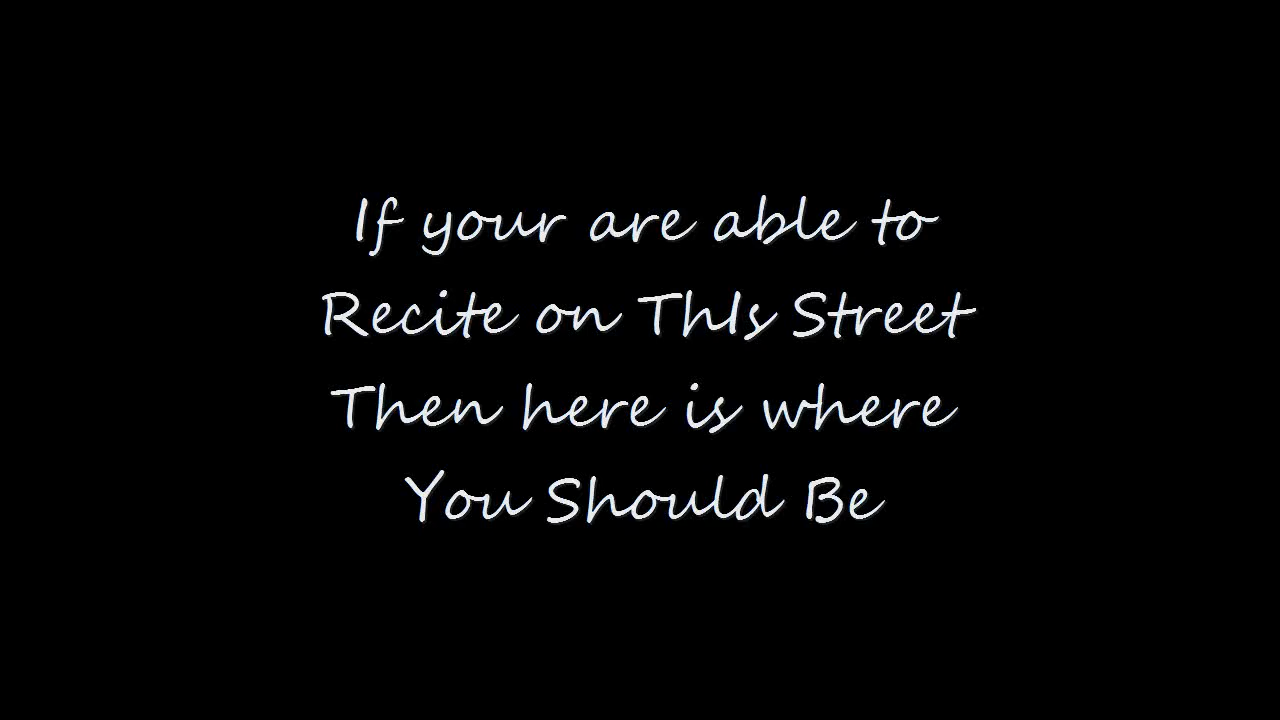 If your are able to
Recite on ThIs Street
Then here is where
You Should Be